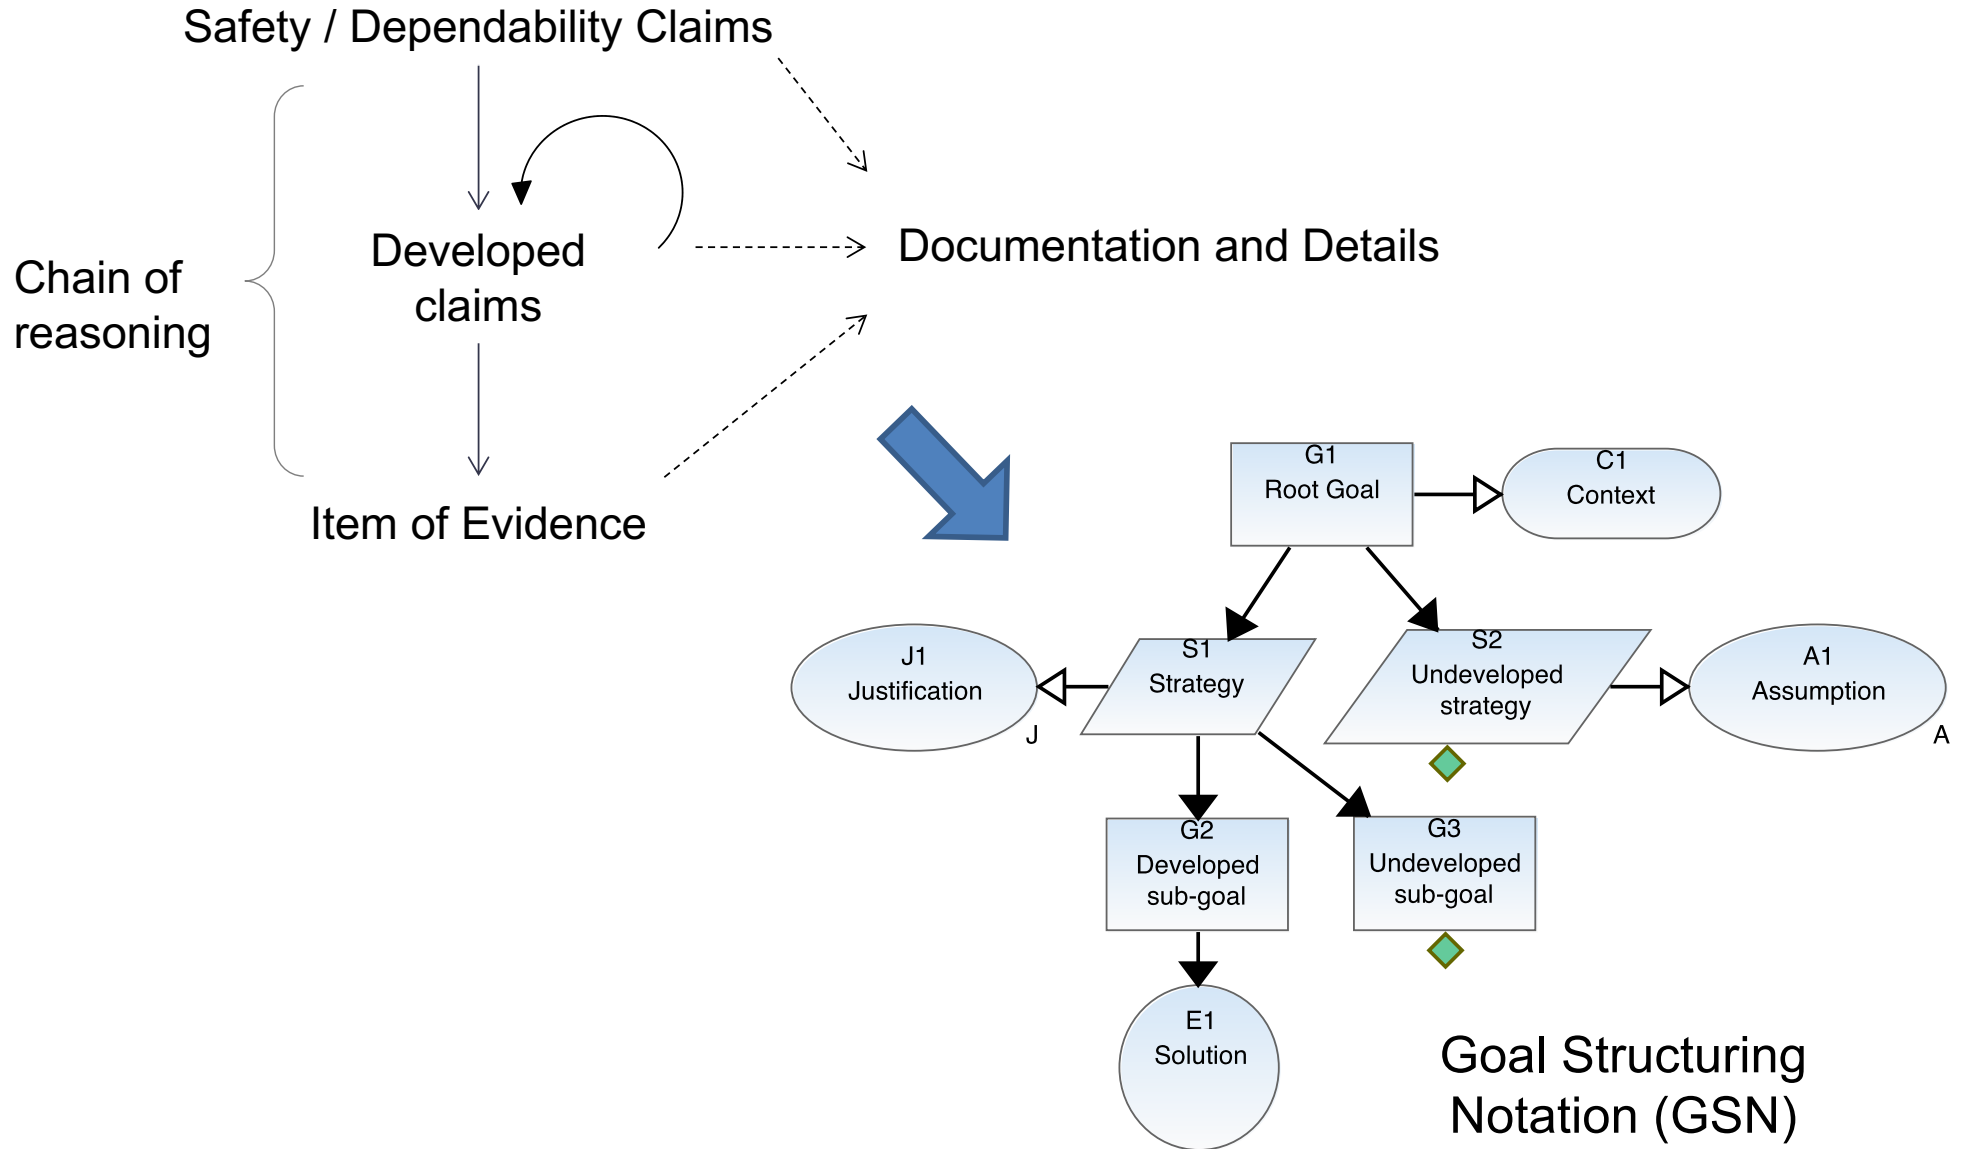 Safety / Dependability Claims
Developed
claims
Chain of
reasoning
Documentation and Details
Item of Evidence
G1
Root Goal
C1
Context
J1
Justification
J
S1
Strategy
S2
Undeveloped
strategy
A1
Assumption
A
G2
Developed
sub-goal
G3
Undeveloped
sub-goal
E1
Solution
Goal Structuring
Notation (GSN)